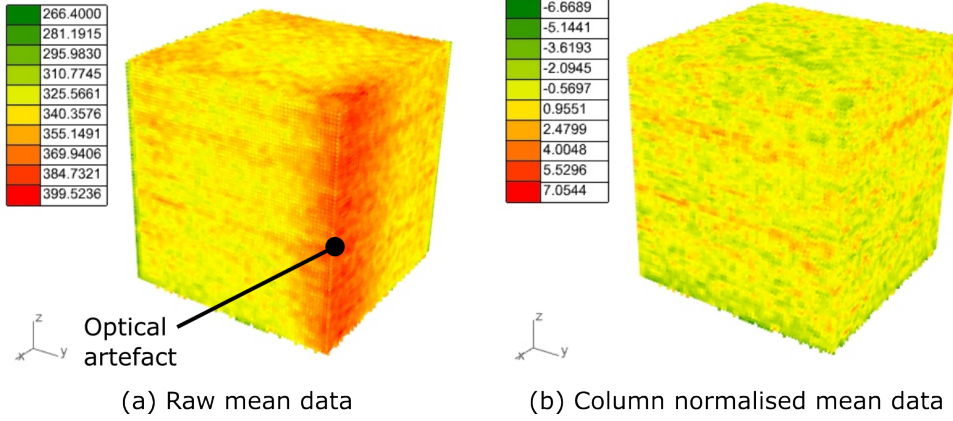 266.4000
281.1915
295.9830
310.7745
325.5661
340.3576
355.1491
369.9406
384.7321
399.5236
z
x
y
Optical
artefact
(a) Raw mean data
-6.6689
-5.1441
-3.6193
-2.0945
-0.5697
0.9551
2.4799
4.0048
5.5296
7.0544
z
x
y
(b) Column normalised mean data